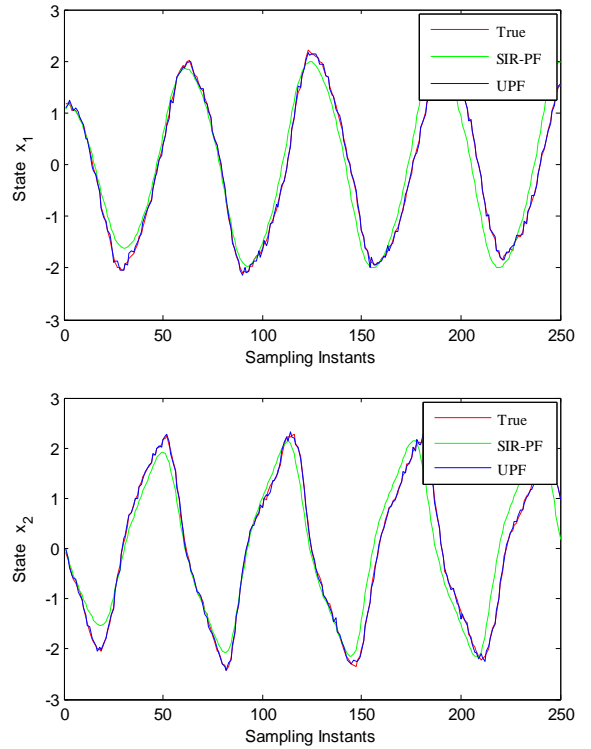 3
2
1
0
-1
-2
-3
State x1
0 50 100 150 200 250
Sampling Instants
True
SIR-PF
UPF
3
2
1
0
-1
-2
-3
State x2
0 50 100 150 200 250
Sampling Instants
True
SIR-PF
UPF